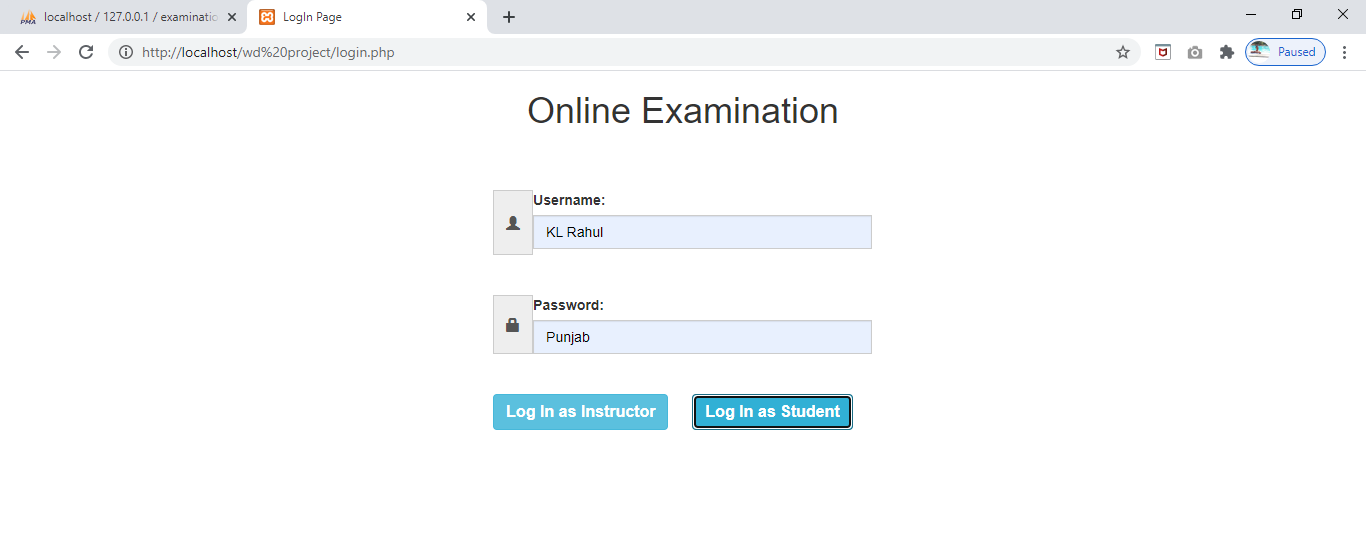 PMA localhost / 127.0.0.1 / examinatio
LogIn Page
http://localhost/wd%20project/login.php
Paused
Online Examination
Username:
KL Rahul
Password:
Punjab
Log In as Instructor
Log In as Student